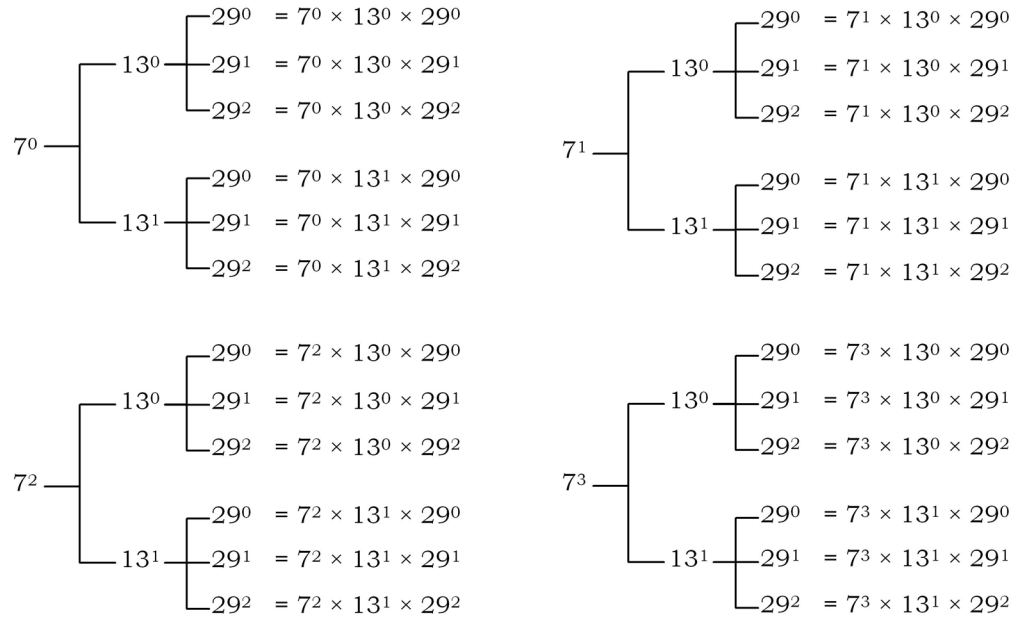 29⁰ = 7⁰ × 13⁰ × 29⁰
13⁰ 29¹ = 7⁰ × 13⁰ × 29¹
29² = 7⁰ × 13⁰ × 29²
7⁰
29⁰ = 7⁰ × 13¹ × 29⁰
13¹ 29¹ = 7⁰ × 13¹ × 29¹
29² = 7⁰ × 13¹ × 29²
29⁰ = 7¹ × 13⁰ × 29⁰
13⁰ 29¹ = 7¹ × 13⁰ × 29¹
29² = 7¹ × 13⁰ × 29²
7¹
29⁰ = 7¹ × 13¹ × 29⁰
13¹ 29¹ = 7¹ × 13¹ × 29¹
29² = 7¹ × 13¹ × 29²
29⁰ = 7² × 13⁰ × 29⁰
13⁰ 29¹ = 7² × 13⁰ × 29¹
29² = 7² × 13⁰ × 29²
7²
29⁰ = 7² × 13¹ × 29⁰
13¹ 29¹ = 7² × 13¹ × 29¹
29² = 7² × 13¹ × 29²
29⁰ = 7³ × 13⁰ × 29⁰
13⁰ 29¹ = 7³ × 13⁰ × 29¹
29² = 7³ × 13⁰ × 29²
7³
29⁰ = 7³ × 13¹ × 29⁰
13¹ 29¹ = 7³ × 13¹ × 29¹
29² = 7³ × 13¹ × 29²